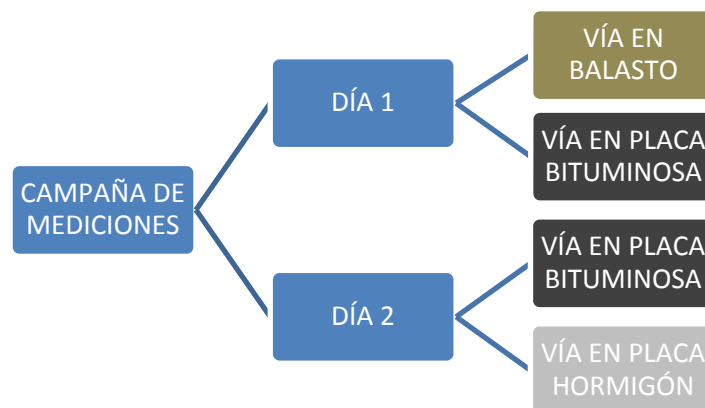 VÍA EN
BALASTO
DÍA 1
VÍA EN PLACA
BITUMINOSA
CAMPAÑA DE
MEDICIONES
VÍA EN PLACA
BITUMINOSA
DÍA 2
VÍA EN PLACA
HORMIGÓN